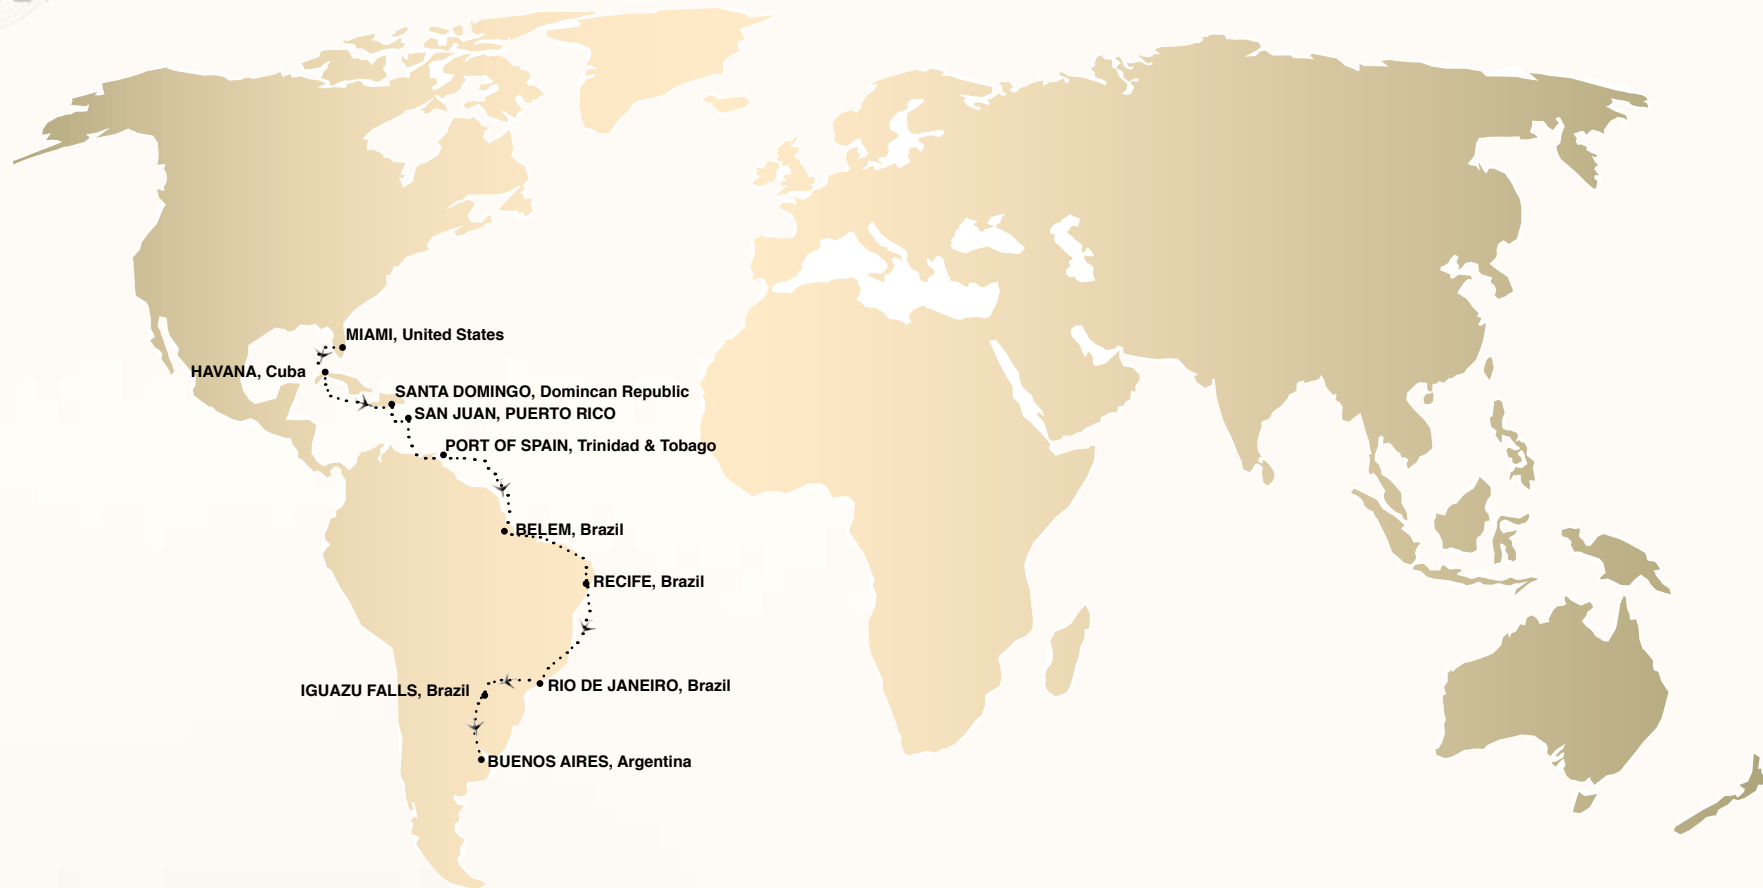 MIAMI, United States
HAVANA, Cuba
SANTA DOMINGO, Domincan Republic
SAN JUAN, PUERTO RICO
PORT OF SPAIN, Trinidad & Tobago
BELEM, Brazil
RECIFE, Brazil
RIO DE JANEIRO, Brazil
IGUAZU FALLS, Brazil
BUENOS AIRES, Argentina